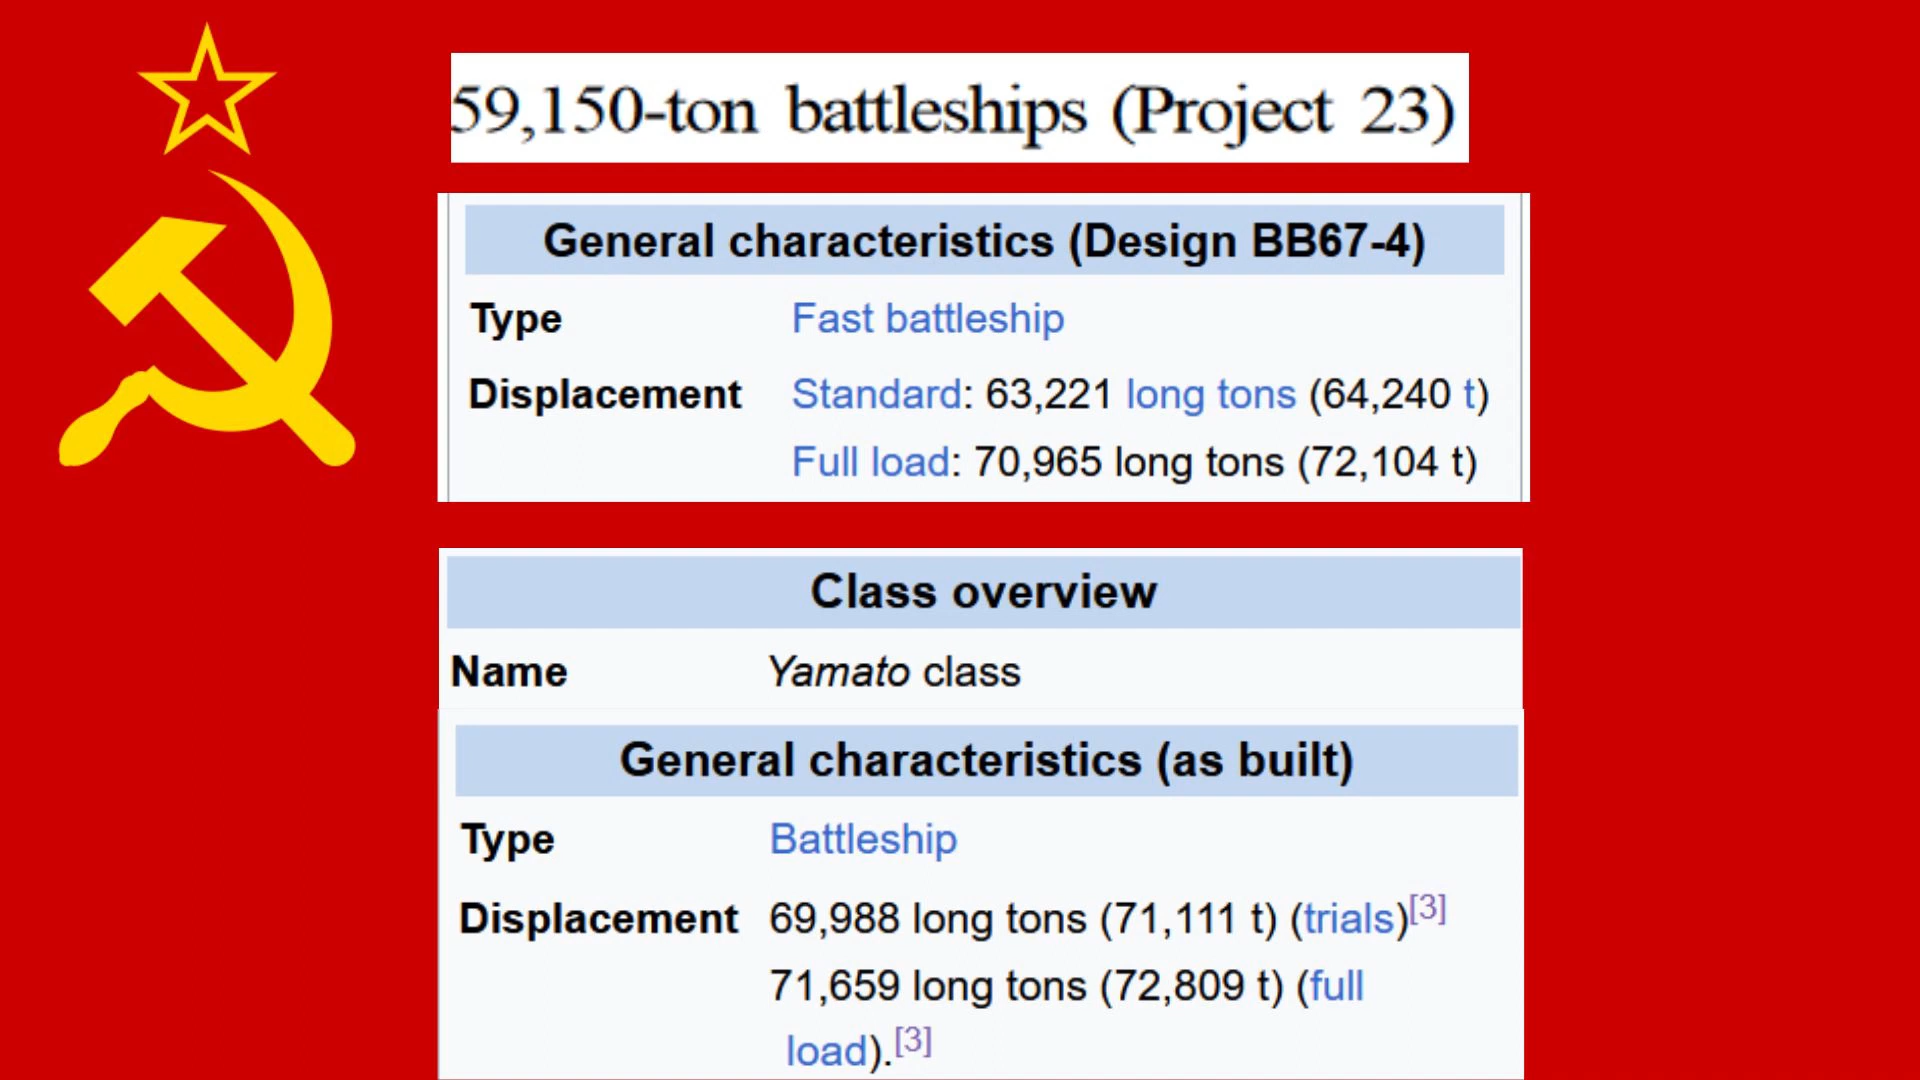 59,150-ton battleships (Project 23)
General characteristics (Design BB67-4)
Type Fast battleship
Displacement Standard: 63,221 long tons (64,240 t)
Full load: 70,965 long tons (72,104 t)
Class overview
Name Yamato class
General characteristics (as built)
Type Battleship
Displacement 69,988 long tons (71,111 t) (trials)[3]
71,659 long tons (72,809 t) (full
load).[3]